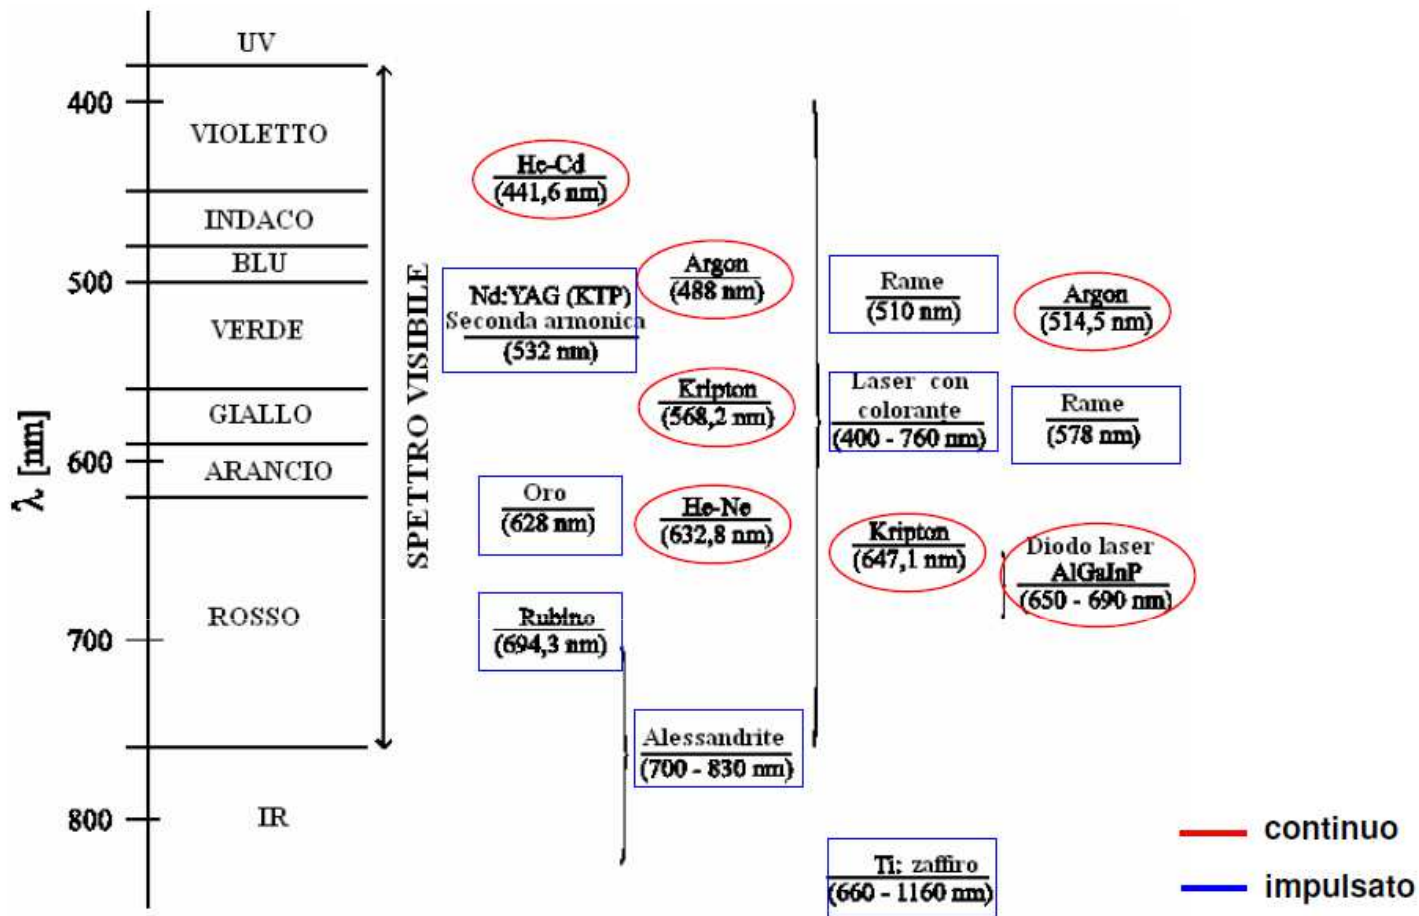 UV
400
VIOLETTO
INDACO
BLU
500
VERDE
GIALLO
600
ARANCIO
ROSSO
700
800
IR
λ [nm]
SPETTRO VISIBILE
He-Cd
(441,6 nm)
Argon
(488 nm)
Nd:YAG (KTP)
Seconda armonica
(532 nm)
Rame
(510 nm)
Argon
(514,5 nm)
Kripton
(568,2 nm)
Laser con
colorante
(400 - 760 nm)
Rame
(578 nm)
Oro
(628 nm)
He-Ne
(632,8 nm)
Kripton
(647,1 nm)
Diodo laser
AlGaInP
(650 - 690 nm)
Rubino
(694,3 nm)
Alessandrite
(700 - 830 nm)
Ti: zaffiro
(660 - 1160 nm)
continuo
impulsato